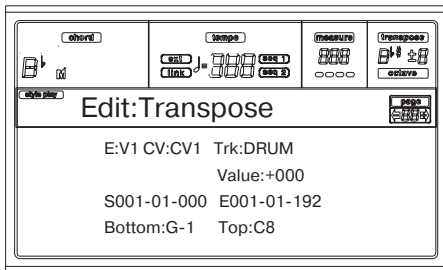 chord
tempo
measure
transpose
ext
link
seq 1
seq 2
octave
style play
Edit:Transpose
page
E:V1 CV:CV1 Trk:DRUM
Value:+000
S001-01-000 E001-01-192
Bottom:G-1 Top:C8